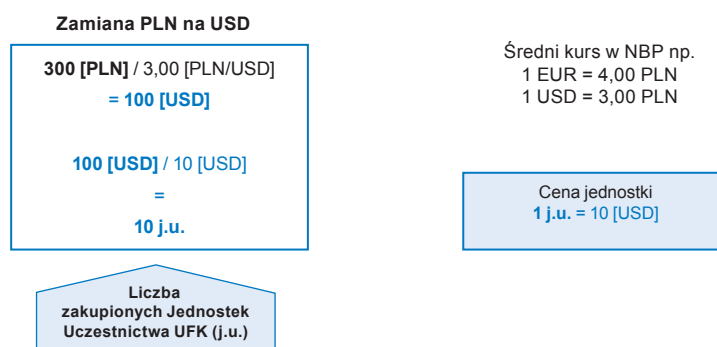 Zamiana PLN na USD
300 [PLN] / 3,00 [PLN/USD]
= 100 [USD]
100 [USD] / 10 [USD]
=
10 j.u.
Liczba
zakupionych Jednostek
Uczestnictwa UFK (j.u.)
Średni kurs w NBP np.
1 EUR = 4,00 PLN
1 USD = 3,00 PLN
Cena jednostki
1 j.u. = 10 [USD]